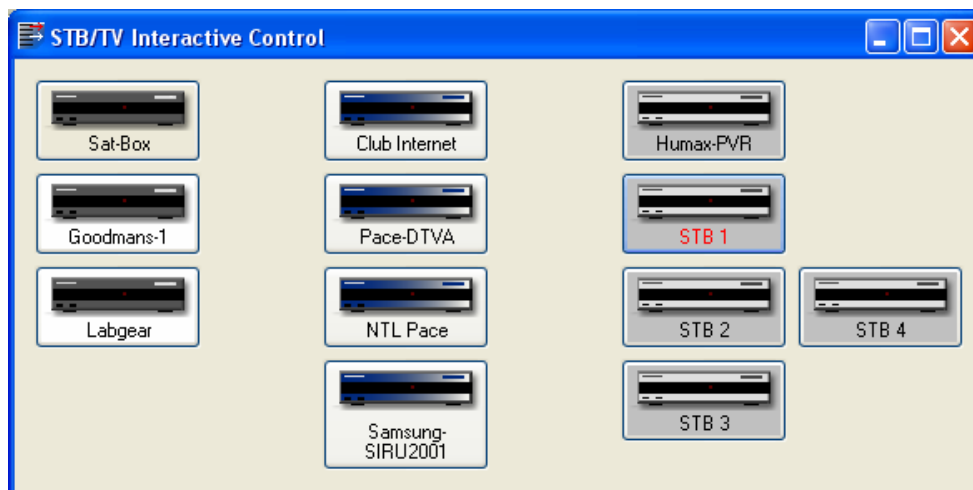 STB/TV Interactive Control
Sat-Box
Club Internet
Humax-PVR
Goodmans-1
Pace-DTVA
STB 1
Labgear
NTL Pace
STB 2
STB 4
Samsung-
SIRU2001
STB 3